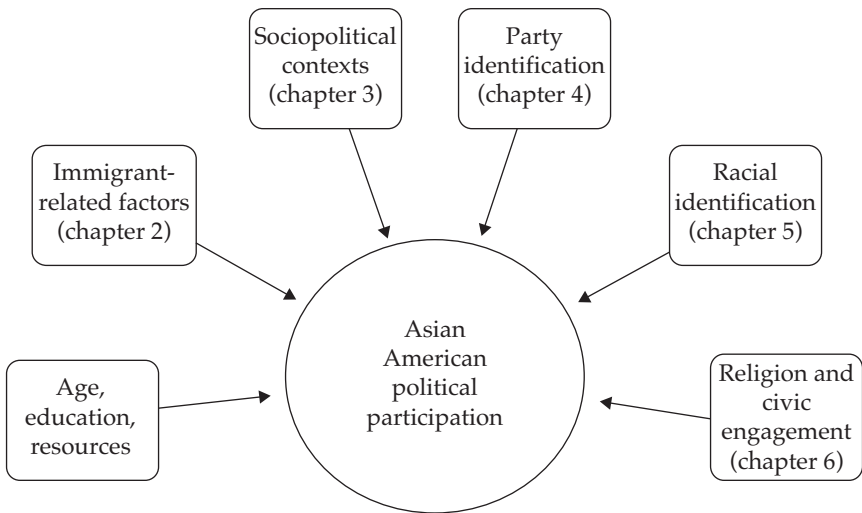 Sociopolitical
contexts
(chapter 3)
Party
identification
(chapter 4)
Immigrant-
related factors
(chapter 2)
Racial
identification
(chapter 5)
Asian
American
political
participation
Age,
education,
resources
Religion and
civic
engagement
(chapter 6)